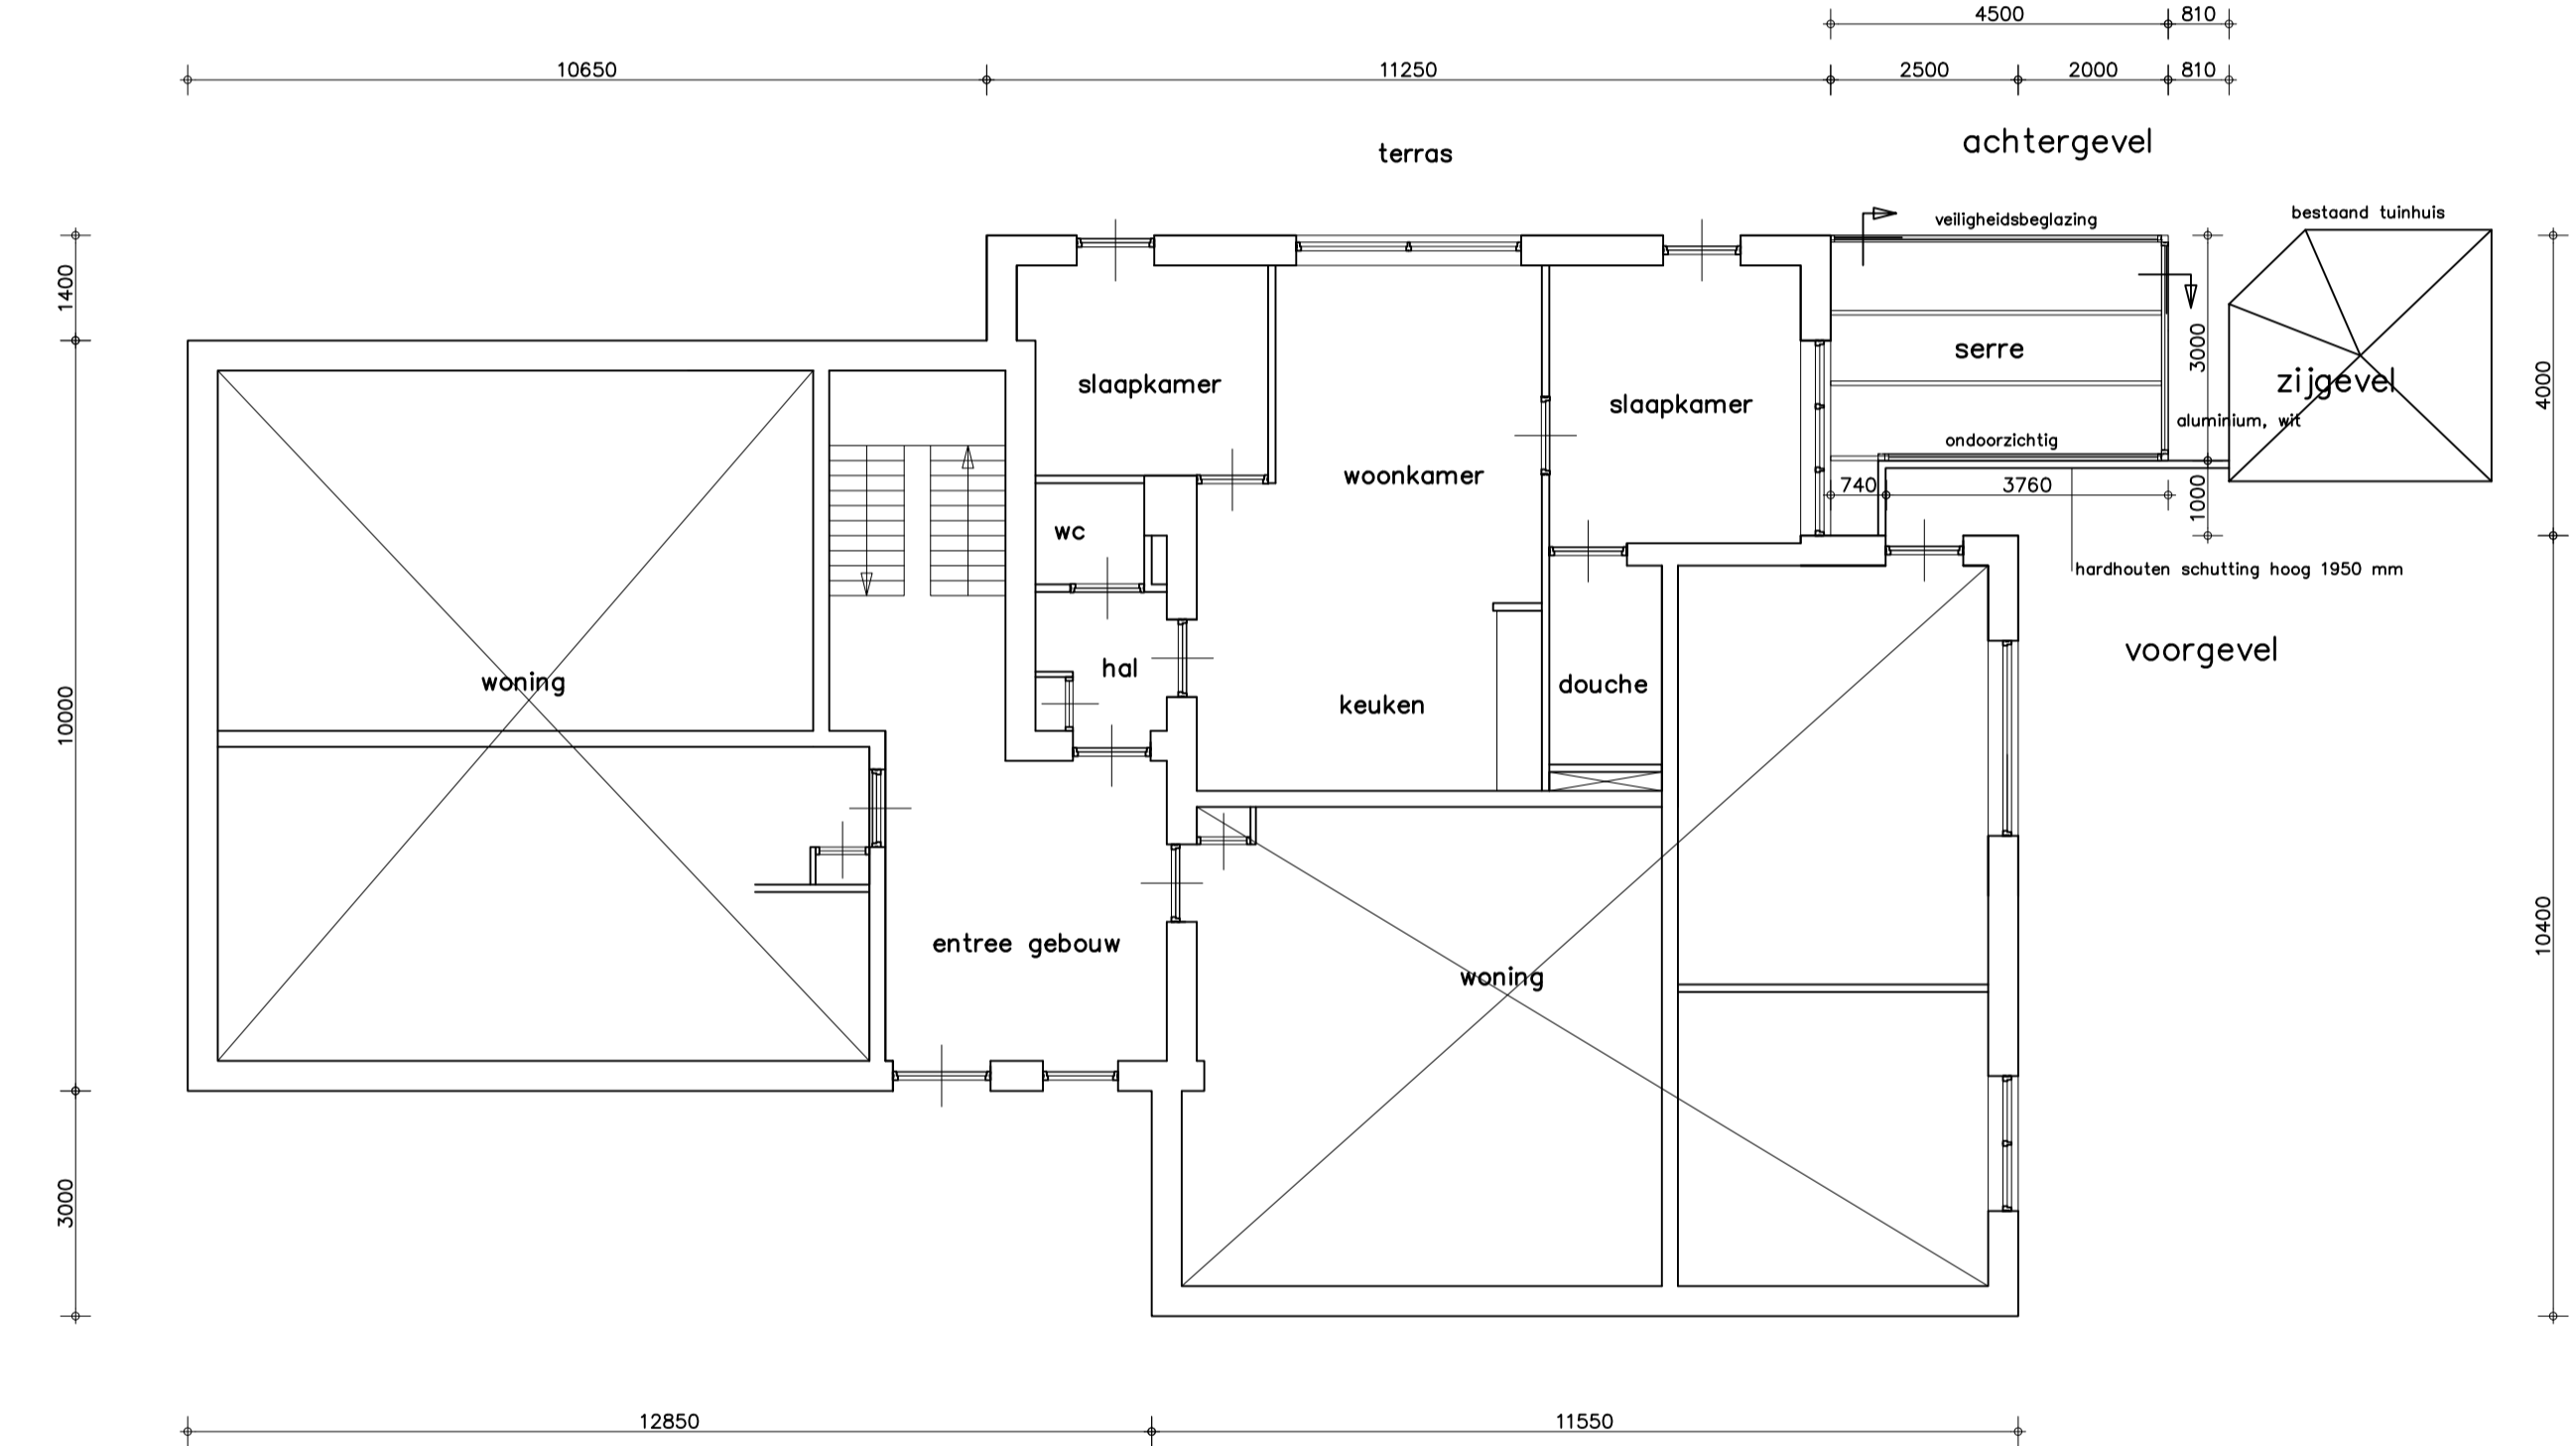 4500 810
10650 11250 2500 2000 810
achtergevel
terras
bestaand tuinhuis
veiligheidsbeglazing
1400
serre
3000
zijgevel
4000
slaapkamer
slaapkamer
aluminium, wit
ondoorzichtig
woonkamer
740 3760
1000
wc
hardhouten schutting hoog 1950 mm
voorgevel
hal
woning
douche
keuken
10000
10400
entree gebouw
woning
3000
12850 11550